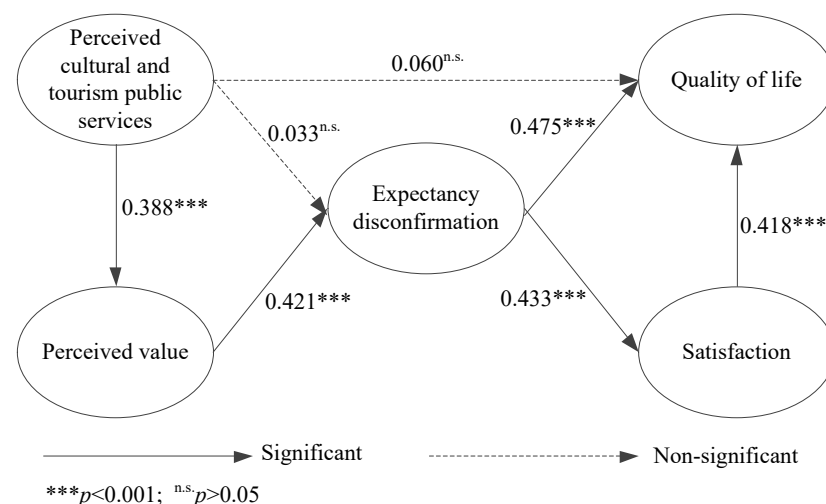 Perceived
cultural and
tourism public
services
0.060n.s.
Quality of life
0.033n.s.
0.475***
0.388***
Expectancy
disconfirmation
0.418***
0.421***
0.433***
Perceived value
Satisfaction
Significant
Non-significant
***p<0.001; n.s.p>0.05